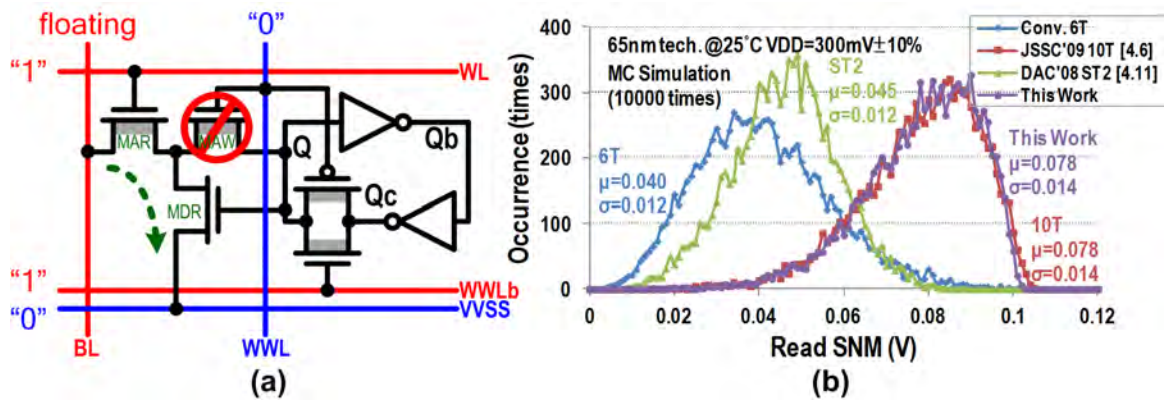 floating
"0"
"1"
WL
MAR
MAW
Q
Qb
Qc
MDR
"1"
WWLb
"0"
VVSS
BL
WWL
(a)
400
300
200
100
0
Occurrence (times)
65nm tech. @25°C VDD=300mV±10%
MC Simulation
(10000 times)
Conv. 6T
JSSC'09 10T [4.6]
DAC'08 ST2 [4.11]
This Work
ST2
μ=0.045
σ=0.012
6T
μ=0.040
σ=0.012
This Work
μ=0.078
σ=0.014
10T
μ=0.078
σ=0.014
0
0.02
0.04
0.06
0.08
0.1
0.12
Read SNM (V)
(b)